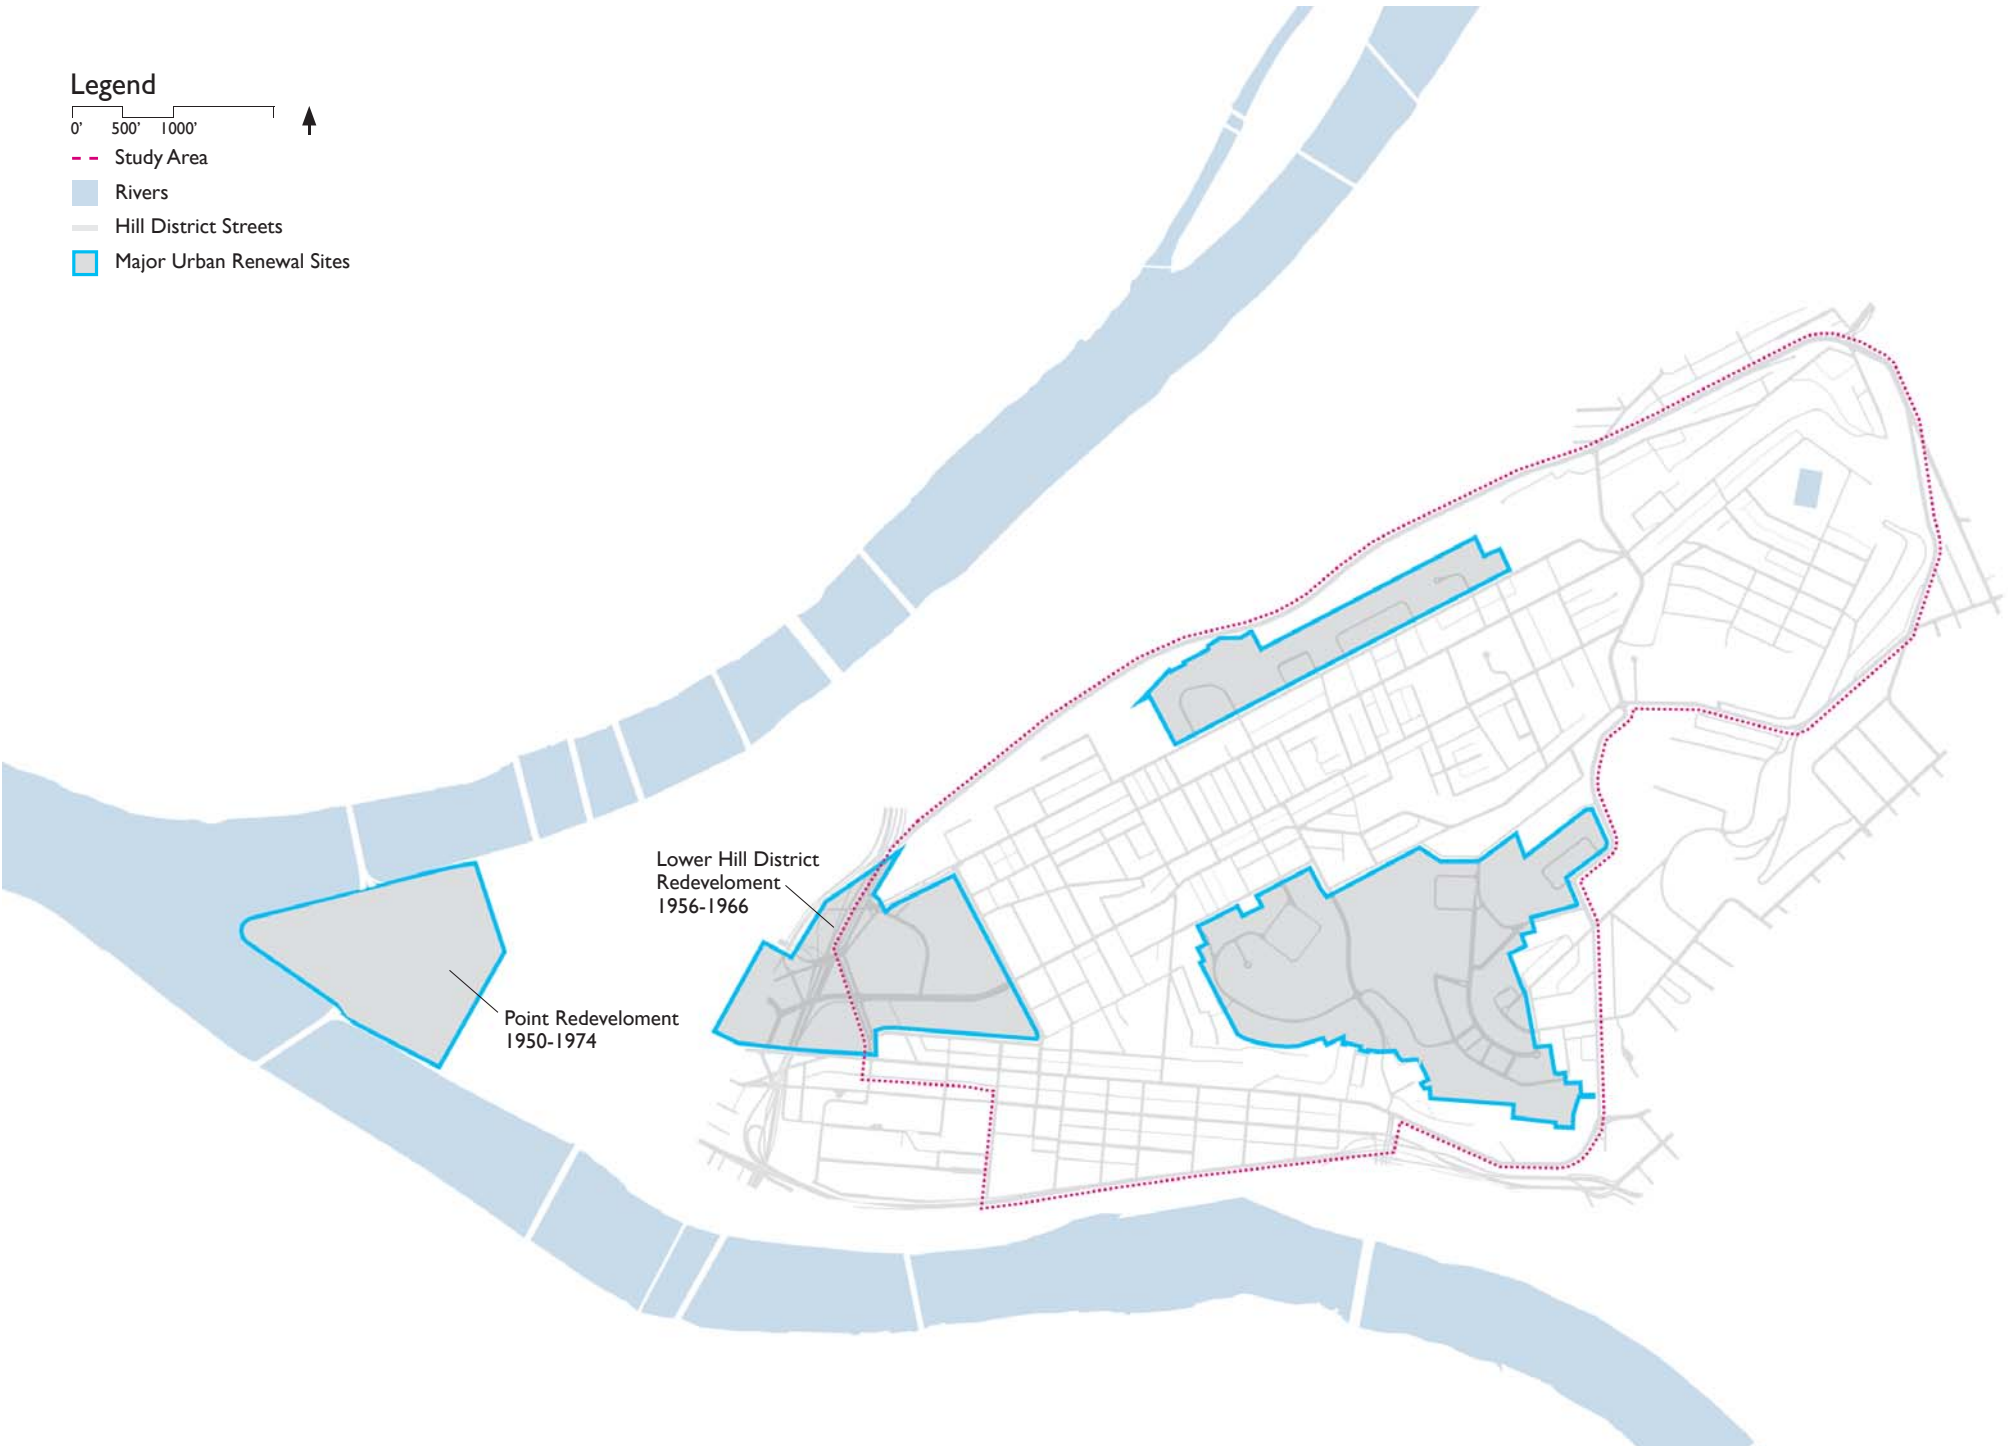 Legend
0' 500' 1000'
Study Area
Rivers
Hill District Streets
Major Urban Renewal Sites
Lower Hill District
Redeveloment
1956-1966
Point Redeveloment
1950-1974